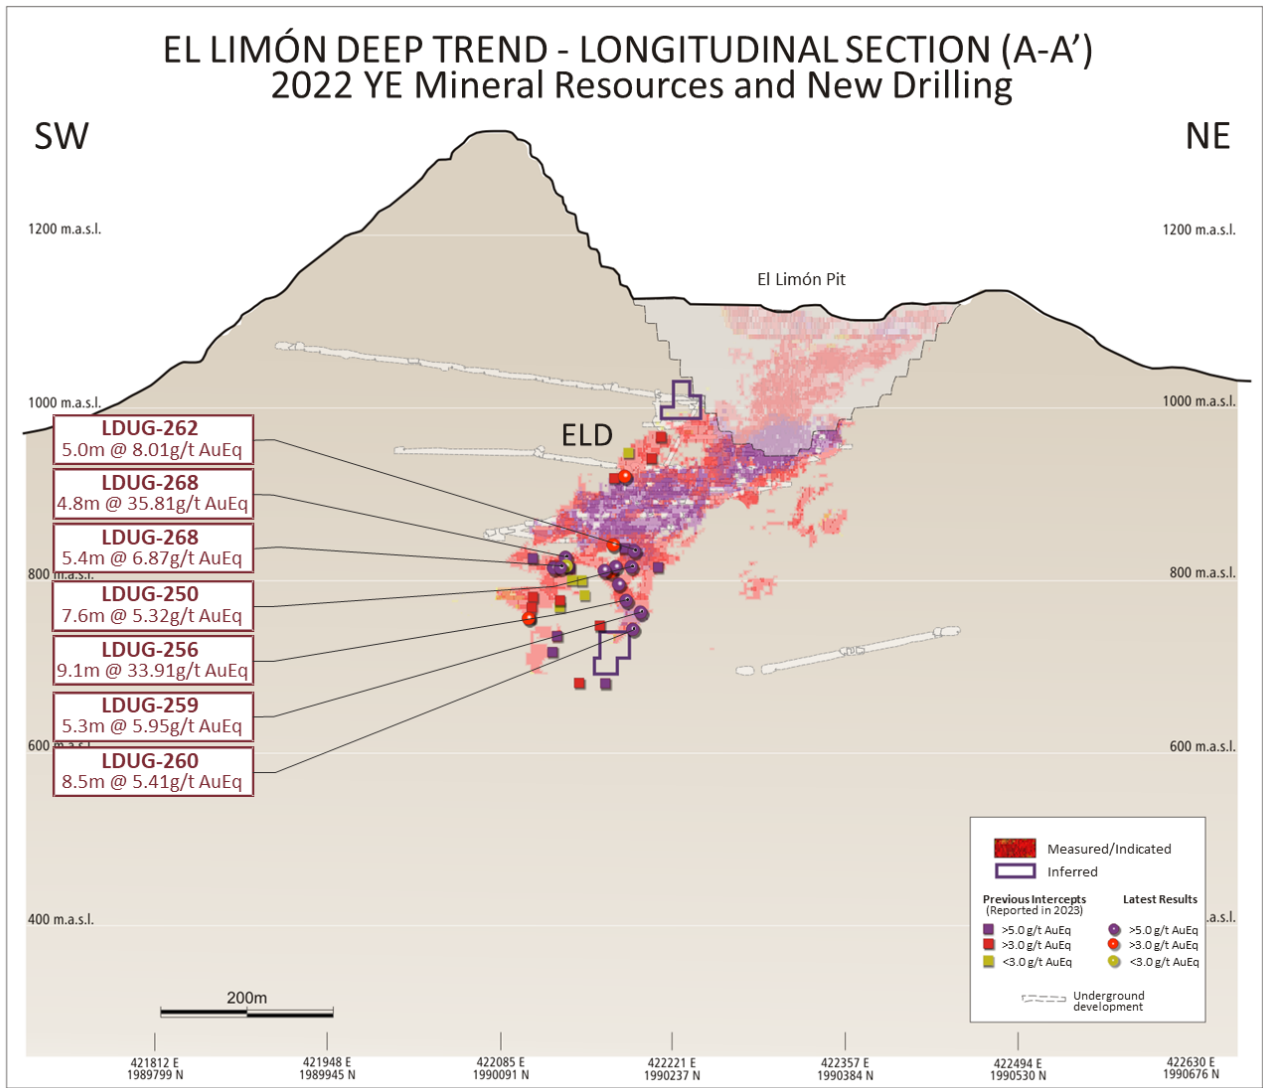 EL LIMÓN DEEP TREND - LONGITUDINAL SECTION (A-A’)
2022 YE Mineral Resources and New Drilling
SW
NE
1200 m.a.s.l.
1200 m.a.s.l.
El Limón Pit
1000 m.a.s.l.
1000 m.a.s.l.
ELD
LDUG-262
5.0m @ 8.01g/t AuEq
LDUG-268
4.8m @ 35.81g/t AuEq
LDUG-268
5.4m @ 6.87g/t AuEq
800 m.a.s.l.
800 m.a.s.l.
LDUG-250
7.6m @ 5.32g/t AuEq
LDUG-256
9.1m @ 33.91g/t AuEq
LDUG-259
5.3m @ 5.95g/t AuEq
600 m.a.s.l.
600 m.a.s.l.
LDUG-260
8.5m @ 5.41g/t AuEq
Measured/Indicated
Inferred
Previous Intercepts
(Reported in 2023)
Latest Results
>5.0 g/t AuEq
>5.0 g/t AuEq
>3.0 g/t AuEq
>3.0 g/t AuEq
<3.0 g/t AuEq
<3.0 g/t AuEq
Underground
development
400 m.a.s.l.
a.s.l.
200m
421812 E
1989799 N
421948 E
1989945 N
422085 E
1990091 N
422221 E
1990237 N
422357 E
1990384 N
422494 E
1990530 N
422630 E
1990676 N